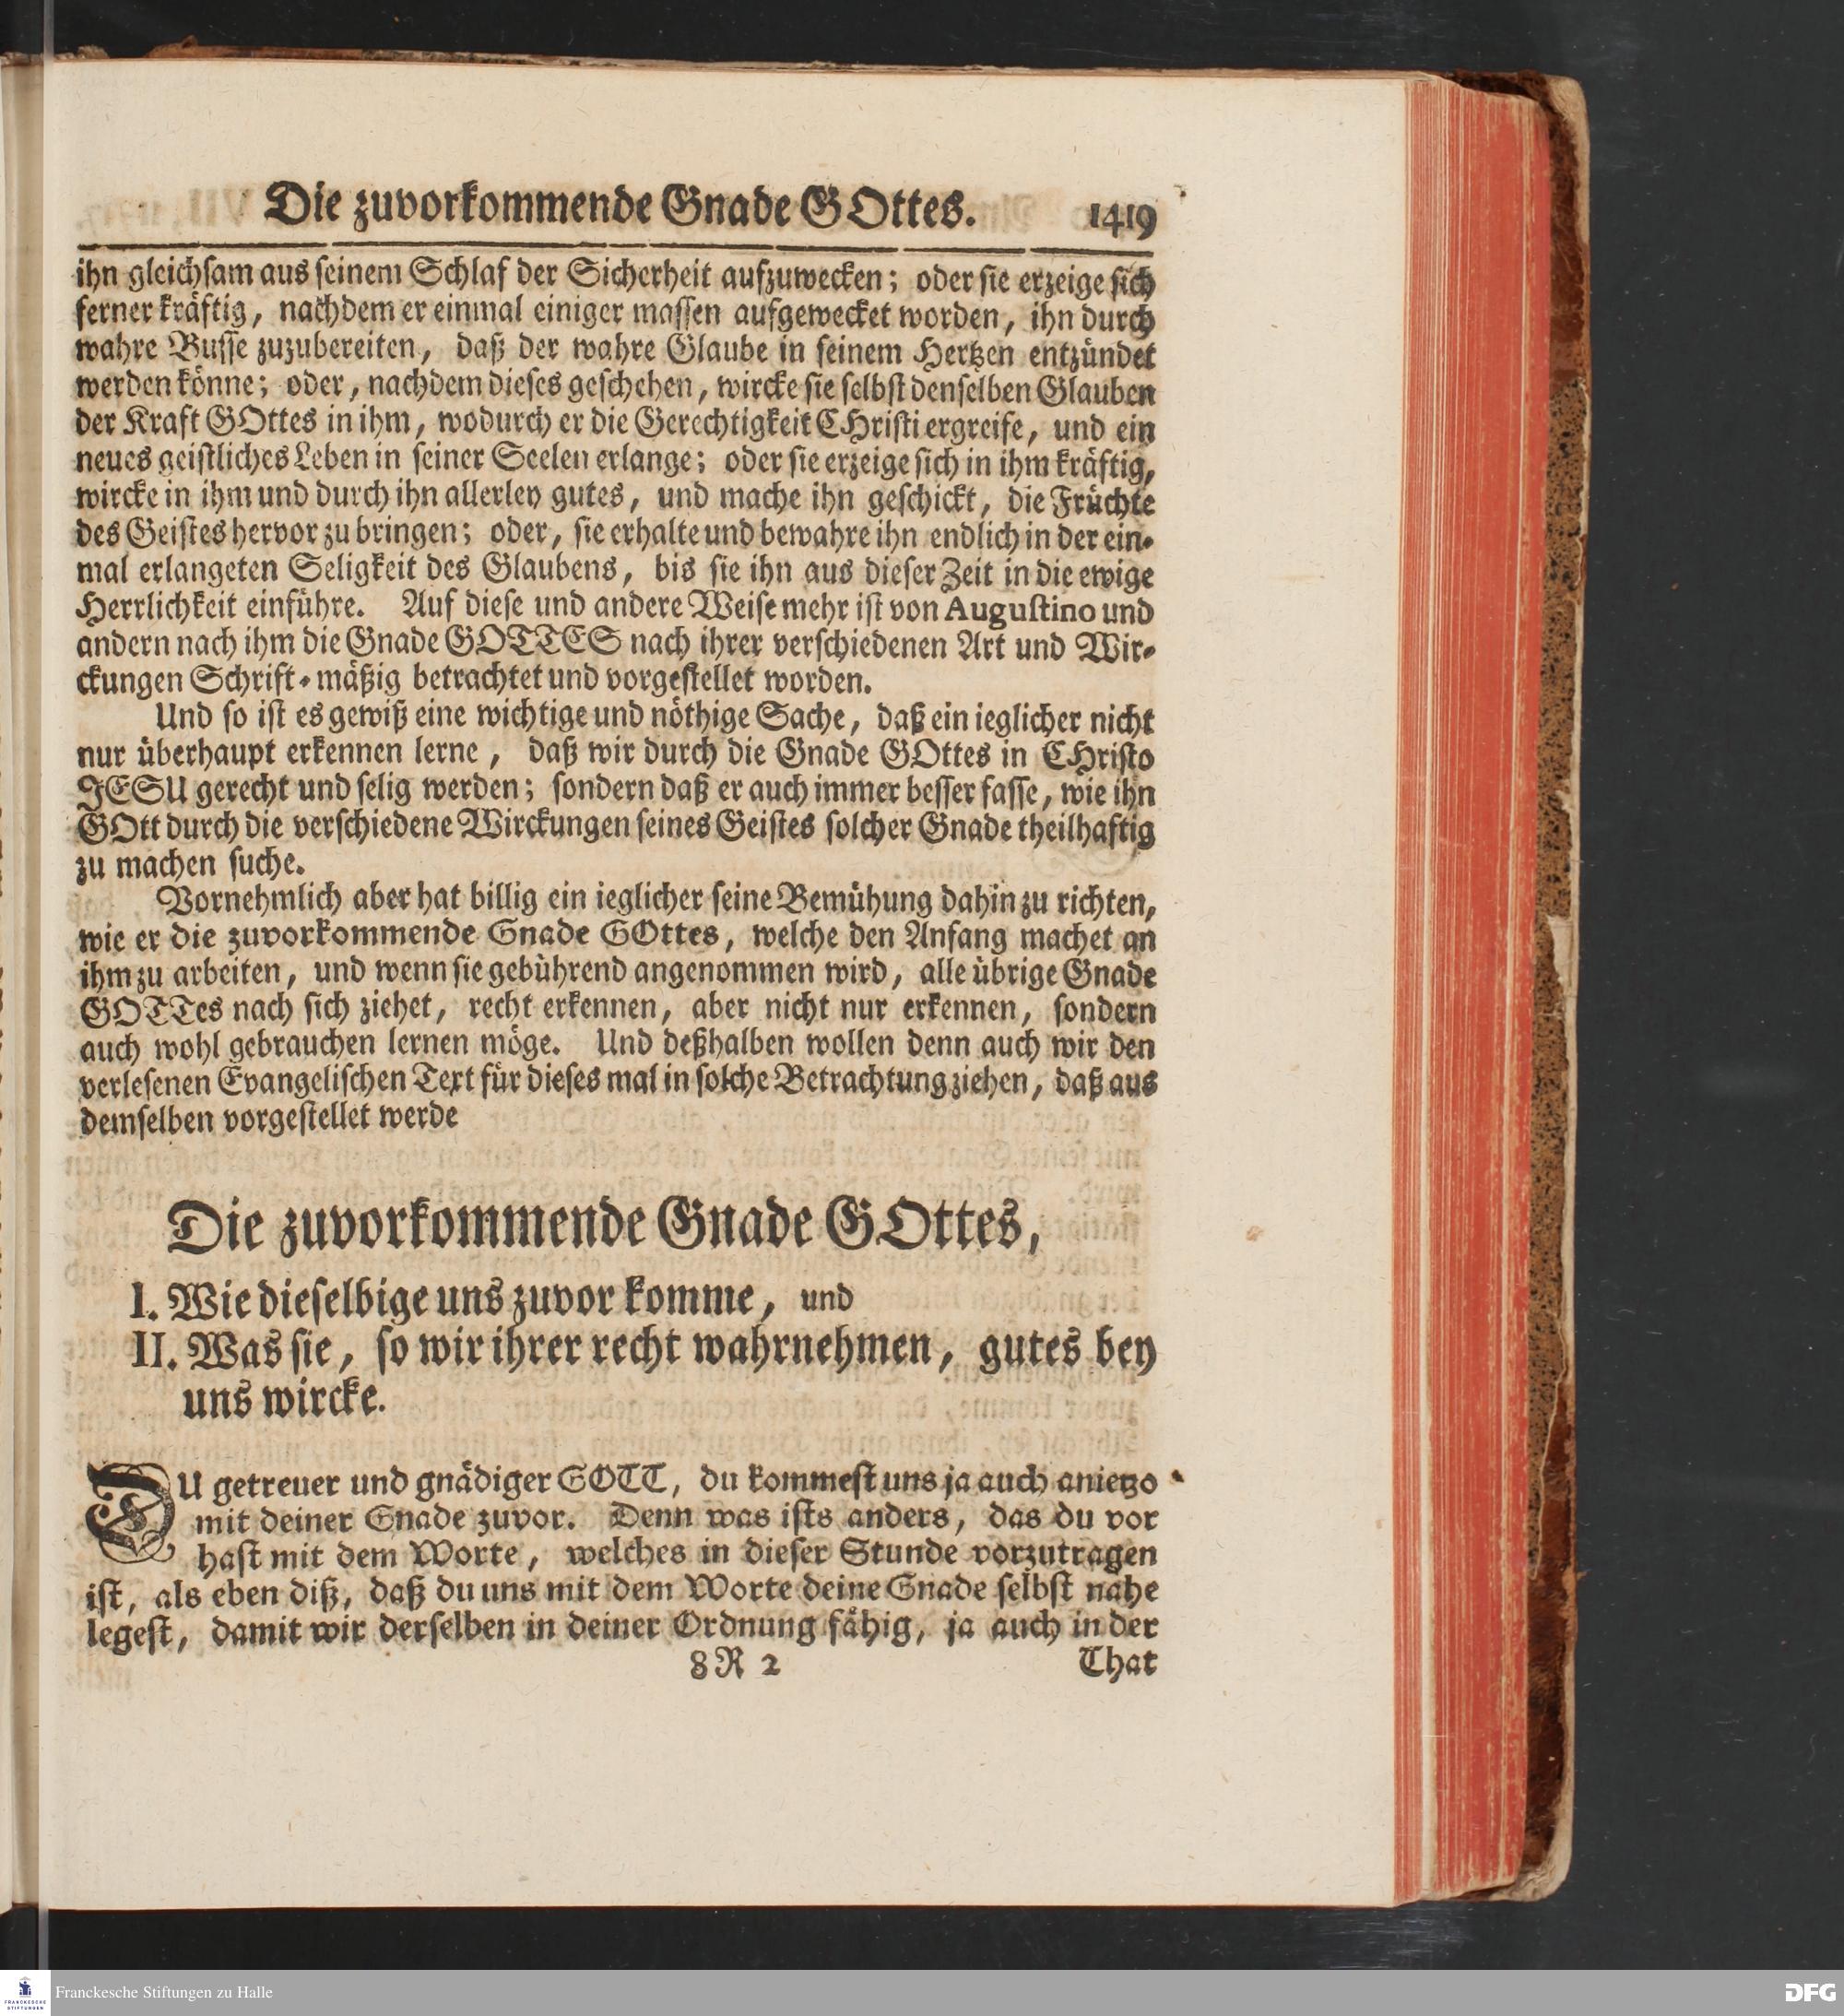 Die zuvorkommende Gnade GOttes. 1419
ihn gleichsam aus seinem Schlaf der Sicherheit aufzuwecken; oder sie erzeige sich
ferner kräftig, nachdem er einmal einiger massen aufgewecket worden, ihn durch
wahre Busse zuzubereiten, daß der wahre Glaube in seinem Hertzen entzündet
werden könne; oder, nachdem dieses geschehen, wircke sie selbst denselben Glauben
der Kraft GOttes in ihm, wodurch er die Gerechtigkeit CHristi ergreife, und ein
neues geistliches Leben in seiner Seelen erlange; oder sie erzeige sich in ihm kräftig,
wircke in ihm und durch ihn allerley gutes, und mache ihn geschickt, die Früchte
des Geistes hervor zu bringen; oder, sie erhalte und bewahre ihn endlich in der ein-
mal erlangeten Seligkeit des Glaubens, bis sie ihn aus dieser Zeit in die ewige
Herrlichkeit einführe. Auf diese und andere Weise mehr ist von Augustino und
andern nach ihm die Gnade GOTTES nach ihrer verschiedenen Art und Wir-
ckungen Schrift-mäßig betrachtet und vorgestellet worden.
Und so ist es gewiß eine wichtige und nöthige Sache, daß ein ieglicher nicht
nur überhaupt erkennen lerne, daß wir durch die Gnade GOttes in CHristo
JESU gerecht und selig werden; sondern daß er auch immer besser fasse, wie ihn
GOtt durch die verschiedene Wirckungen seines Geistes solcher Gnade theilhaftig
zu machen suche.
Vornehmlich aber hat billig ein ieglicher seine Bemühung dahin zu richten,
wie er die zuvorkommende Gnade GOttes, welche den Anfang machet an
ihm zu arbeiten, und wenn sie gebührend angenommen wird, alle übrige Gnade
GOTTes nach sich ziehet, recht erkennen, aber nicht nur erkennen, sondern
auch wohl gebrauchen lernen möge. Und deßhalben wollen denn auch wir den
verlesenen Evangelischen Text für dieses mal in solche Betrachtung ziehen, daß aus
demselben vorgestellet werde
Die zuvorkommende Gnade GOttes,
I. Wie dieselbige uns zuvor komme, und
II. Was sie, so wir ihrer recht wahrnehmen, gutes bey
uns wircke.
DU getreuer und gnädiger GOTT, du kommest uns ja auch anietzo
mit deiner Gnade zuvor. Denn was ists anders, das du vor
hast mit dem Worte, welches in dieser Stunde vorzutragen
ist, als eben diß, daß du uns mit dem Worte deine Gnade selbst nahe
legest, damit wir derselben in deiner Ordnung fähig, ja auch in der
8R 2 That
FRANCKESCHE
STIFTUNGEN
Franckesche Stiftungen zu Halle
DFG